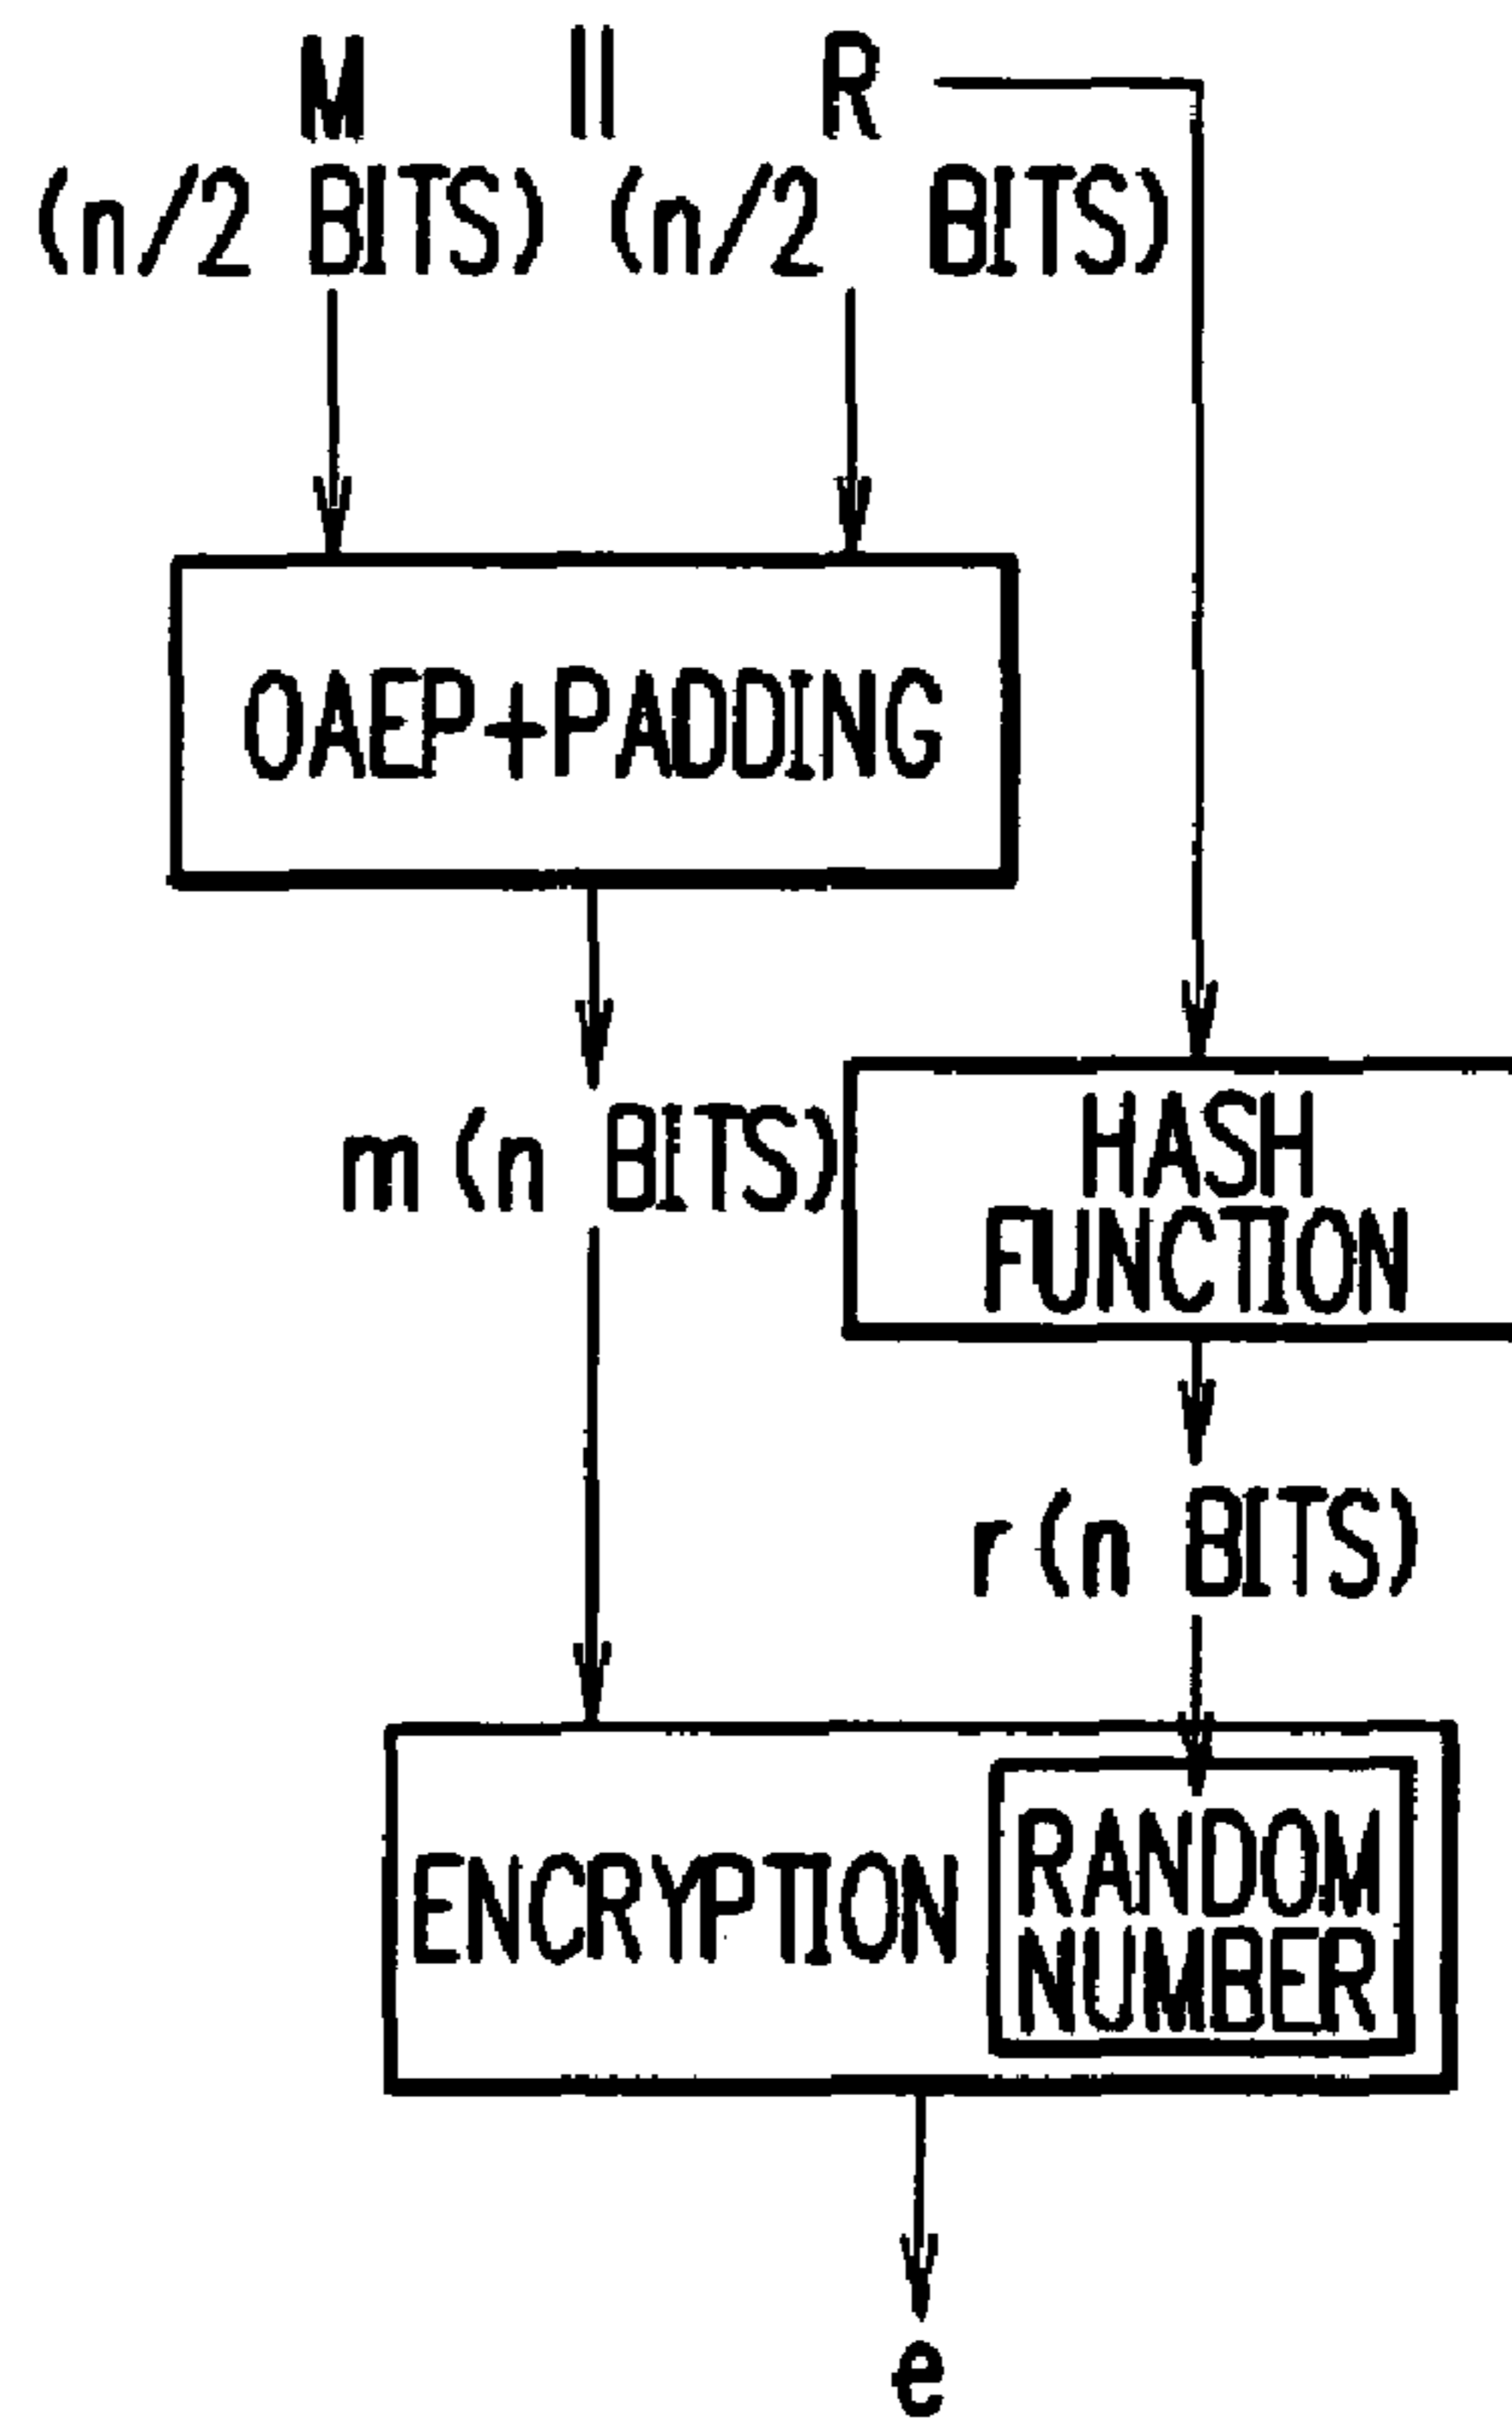 M || R
(n/2 BITS) (n/2 BITS)
OAEP+PADDING
m (n BITS)
HASH
FUNCTION
r (n BITS)
ENCRYPTION
RANDOM
NUMBER
e